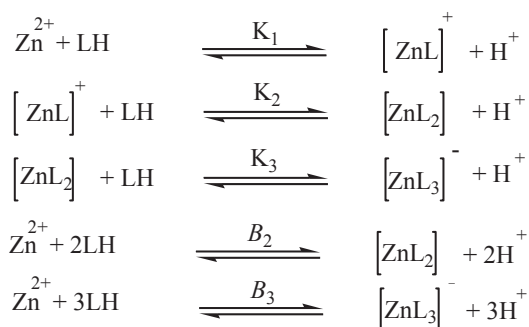 Zn²⁺ + LH ⇌ K₁ [ZnL]⁺ + H⁺
[ZnL]⁺ + LH ⇌ K₂ [ZnL₂] + H⁺
[ZnL₂] + LH ⇌ K₃ [ZnL₃]⁻ + H⁺
Zn²⁺ + 2LH ⇌ B₂ [ZnL₂] + 2H⁺
Zn²⁺ + 3LH ⇌ B₃ [ZnL₃]⁻ + 3H⁺